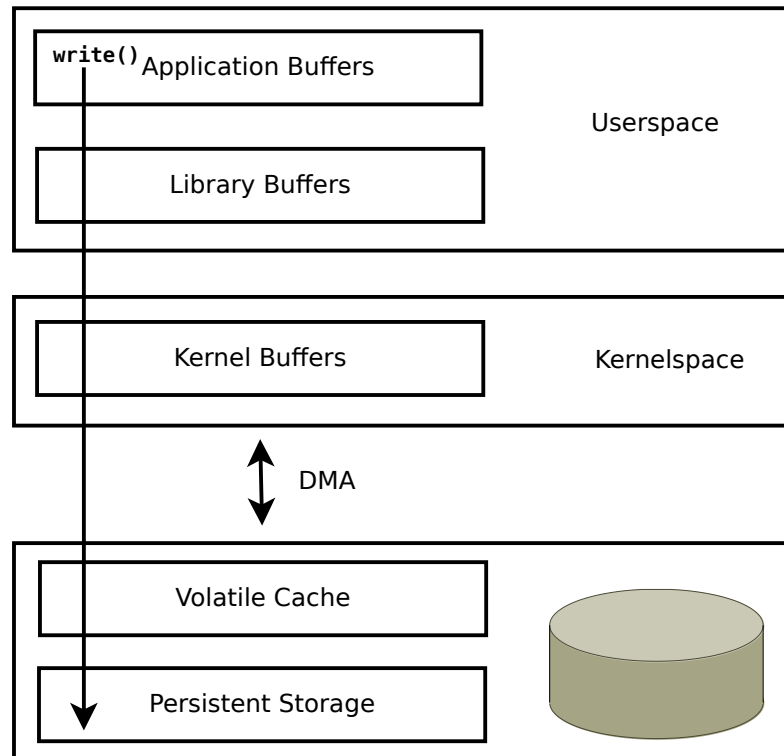 write()
Application Buffers
Userspace
Library Buffers
Kernel Buffers
Kernelspace
DMA
Volatile Cache
Persistent Storage